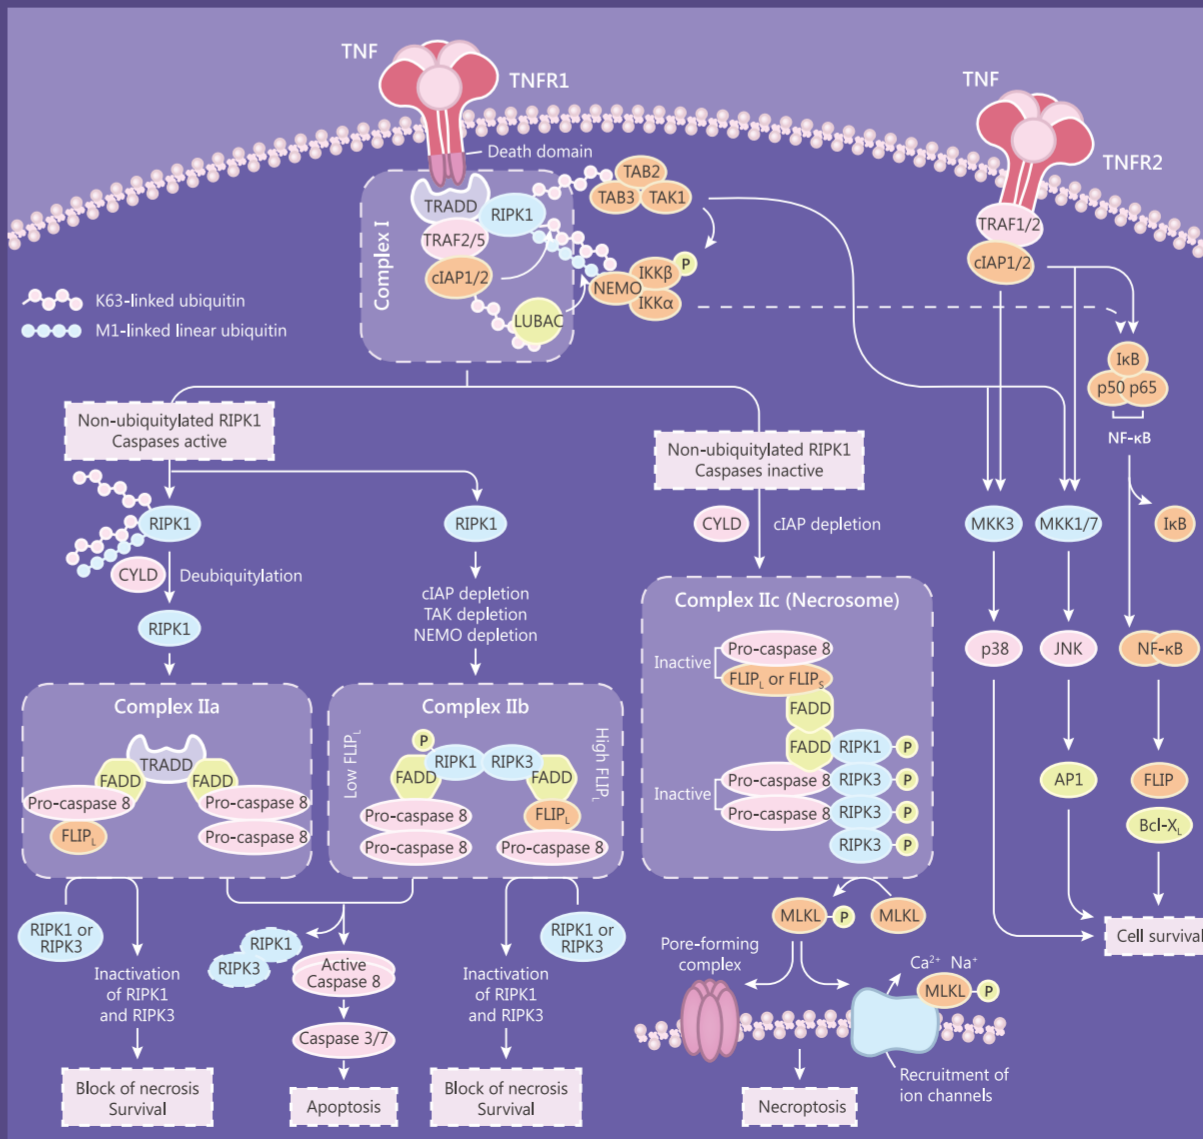 TNF
TNFR1
Death domain
TNF
TNFR2
Complex I
TRADD
RIPK1
TRAF2/5
cIAP1/2
LUBAC
TAB2
TAB3
TAK1
NEMO
IKKβ
IKKα
P
TRAF1/2
cIAP1/2
K63-linked ubiquitin
M1-linked linear ubiquitin
IκB
p50
p65
NF-κB
Non-ubiquitylated RIPK1
Caspases active
Non-ubiquitylated RIPK1
Caspases inactive
RIPK1
CYLD
Deubiquitylation
RIPK1
RIPK1
cIAP depletion
TAK depletion
NEMO depletion
CYLD
cIAP depletion
MKK3
MKK1/7
IκB
p38
JNK
NF-κB
AP1
FLIP
Bcl-XL
Cell survival
Complex IIa
TRADD
FADD
FADD
Pro-caspase 8
Pro-caspase 8
FLIPL
Pro-caspase 8
Complex IIb
Low FLIPL
High FLIPL
P
RIPK1
RIPK3
FADD
FADD
Pro-caspase 8
FLIPL
Pro-caspase 8
Pro-caspase 8
Complex IIc (Necrosome)
Inactive
Pro-caspase 8
FLIPL or FLIPS
FADD
FADD
RIPK1
P
Inactive
Pro-caspase 8
RIPK3
P
Pro-caspase 8
RIPK3
P
RIPK3
P
RIPK1 or
RIPK3
Inactivation
of RIPK1
and RIPK3
Block of necrosis
Survival
RIPK1
RIPK3
Active
Caspase 8
Caspase 3/7
Apoptosis
RIPK1 or
RIPK3
Inactivation
of RIPK1
and RIPK3
Block of necrosis
Survival
MLKL
P
MLKL
Pore-forming
complex
Ca²⁺ Na⁺
MLKL
P
Recruitment of
ion channels
Necroptosis